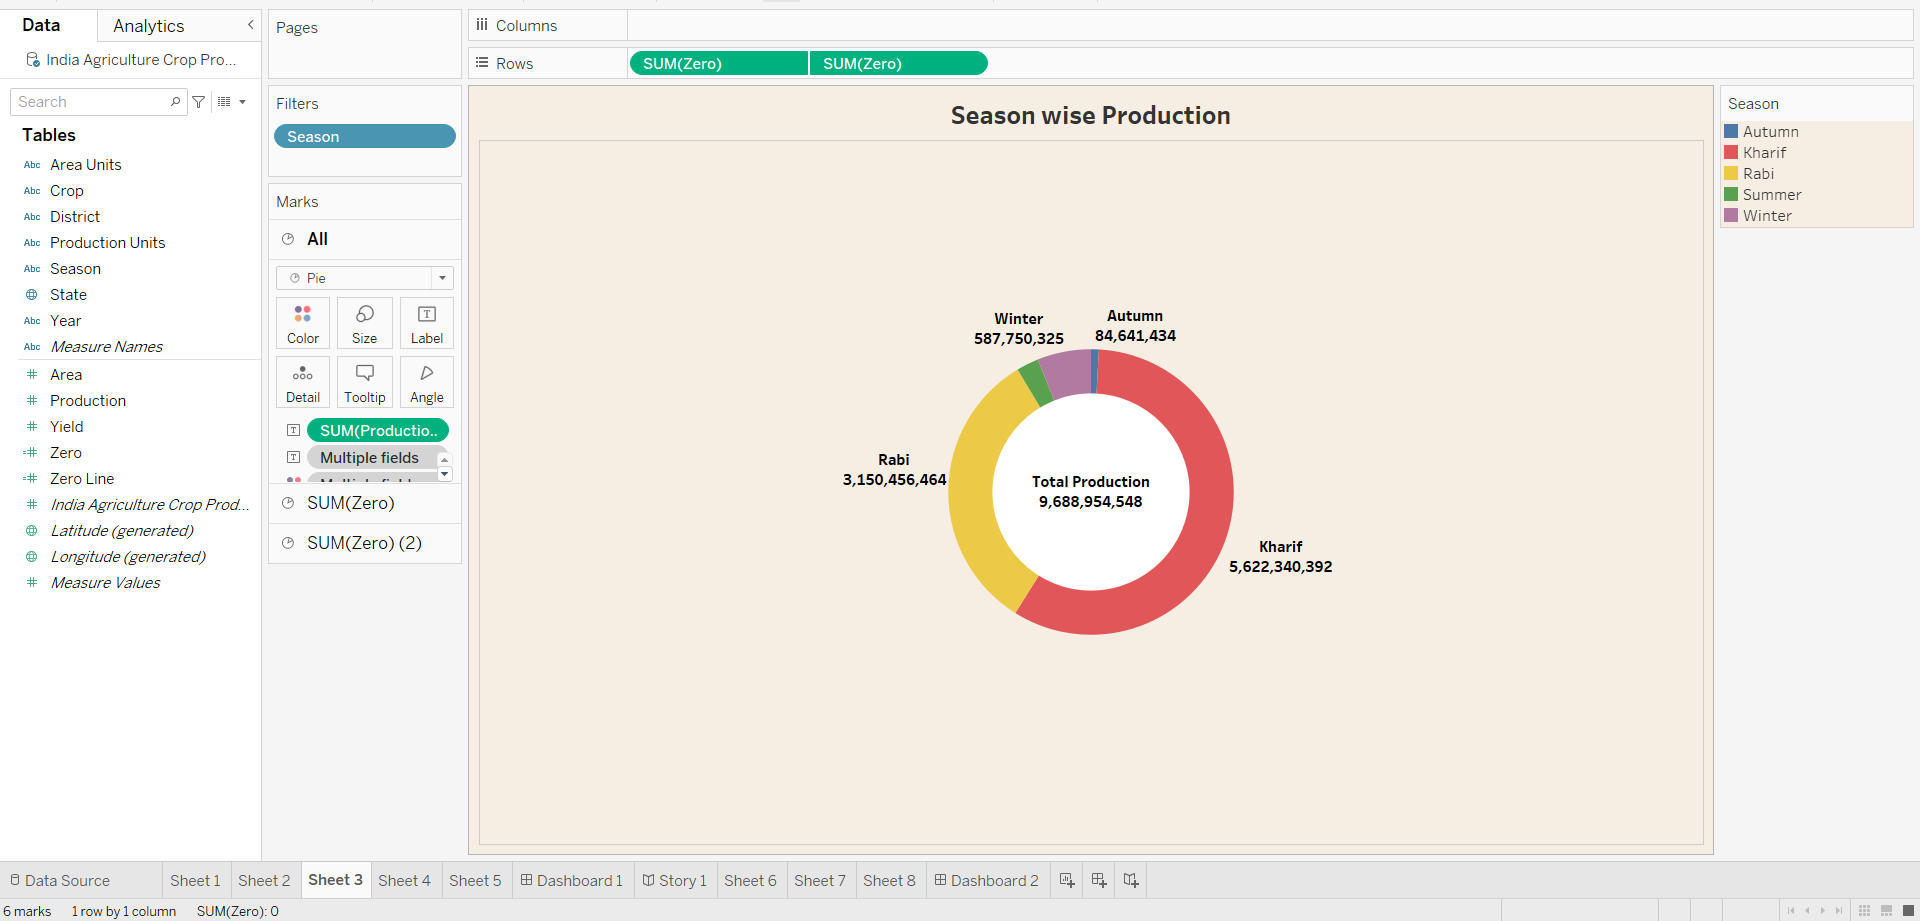 Data
Analytics
India Agriculture Crop Pro...
Search
Tables
Abc Area Units
Abc Crop
Abc District
Abc Production Units
Abc Season
State
Abc Year
Abc Measure Names
# Area
# Production
# Yield
=# Zero
=# Zero Line
# India Agriculture Crop Prod...
Latitude (generated)
Longitude (generated)
# Measure Values
Pages
Filters
Season
Marks
All
Pie
Color
Size
T
Label
Detail
Tooltip
Angle
T SUM(Productio..
T Multiple fields
SUM(Zero)
SUM(Zero) (2)
Columns
Rows
SUM(Zero)
SUM(Zero)
Season wise Production
Winter
587,750,325
Autumn
84,641,434
Rabi
3,150,456,464
Total Production
9,688,954,548
Kharif
5,622,340,392
Season
Autumn
Kharif
Rabi
Summer
Winter
Data Source
Sheet 1
Sheet 2
Sheet 3
Sheet 4
Sheet 5
Dashboard 1
Story 1
Sheet 6
Sheet 7
Sheet 8
Dashboard 2
6 marks
1 row by 1 column
SUM(Zero): 0